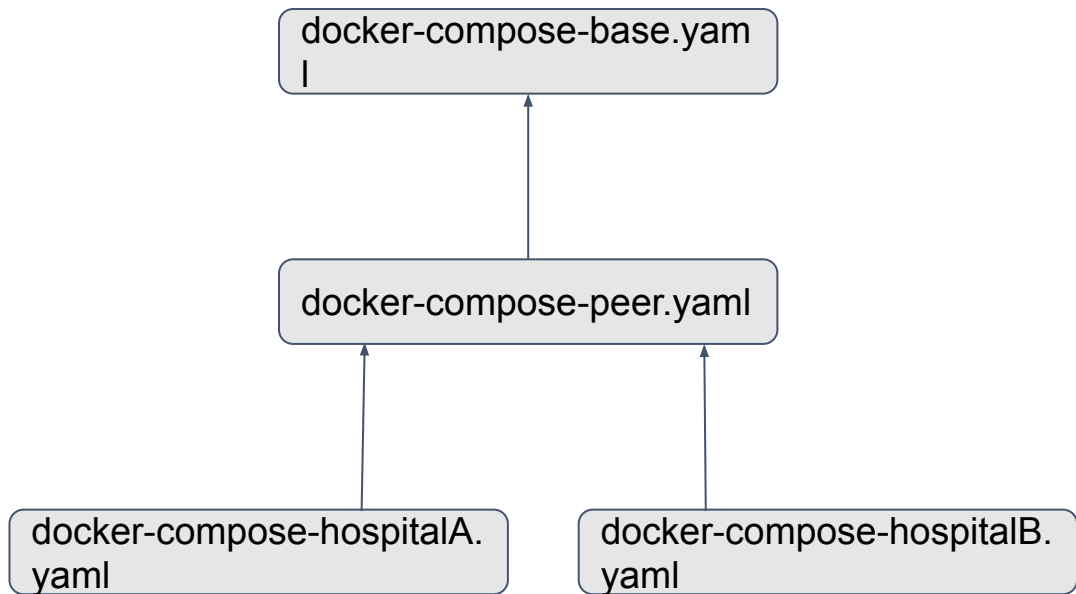 docker-compose-base.yam
l
docker-compose-peer.yaml
docker-compose-hospitalA.
yaml
docker-compose-hospitalB.
yaml